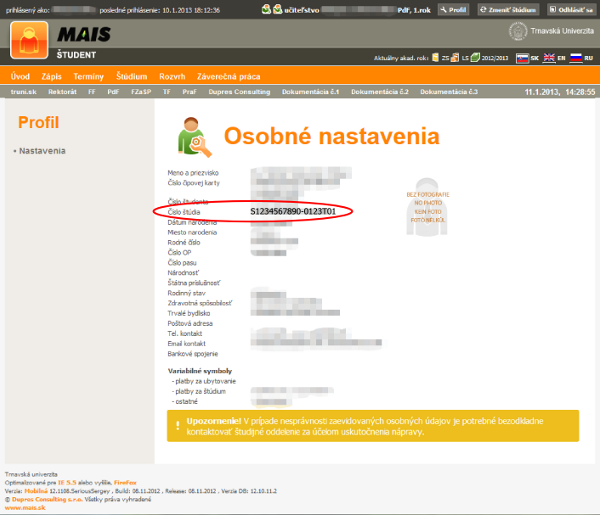 prihlásený ako: posledné prihlásenie: 10.1.2013 18:12:36 učiteľstvo PdF, 1.rok Profil Zmeniť štúdium Odhlásiť sa
MAIS
ŠTUDENT
Trnavská Univerzita
Aktuálny akad. rok: ZS LS 2012/2013 SK EN RU
Úvod Zápis Termíny Štúdium Rozvrh Záverečná práca
truni.sk Rektorát FF PdF FZaSP TF PraF Dupres Consulting Dokumentácia č.1 Dokumentácia č.2 Dokumentácia č.3 11.1.2013, 14:28:55
Profil
Nastavenia
Osobné nastavenia
Meno a priezvisko
Číslo čipovej karty
Číslo študenta
Číslo štúdia S1234567890-0123T01
Dátum narodenia
Mesto narodenia
Rodné číslo
Číslo OP
Číslo pasu
Národnosť
Štátna príslušnosť
Rodinný stav
Zdravotná spôsobilosť
Trvalé bydlisko
Poštová adresa
Tel. kontakt
Email kontakt
Bankové spojenie
BEZ FOTOGRAFIE
NO PHOTO
KEIN FOTO
FOTO NÉLKÜL
Variabilné symboly
- platby za ubytovanie
- platby za štúdium
- ostatné
Upozornenie! V prípade nesprávnosti zaevidovaných osobných údajov je potrebné bezodkladne
kontaktovať študijné oddelenie za účelom uskutočnenia nápravy.
Trnavská univerzita
Optimalizované pre IE 5.5 alebo vyššie, FireFox
Verzia: Mobilná 12.1108.SeriousSergey , Build: 08.11.2012 , Release: 08.11.2012 , Verzia DB: 12.10.11.2
© Dupres Consulting s.r.o. Všetky práva vyhradené
www.mais.sk